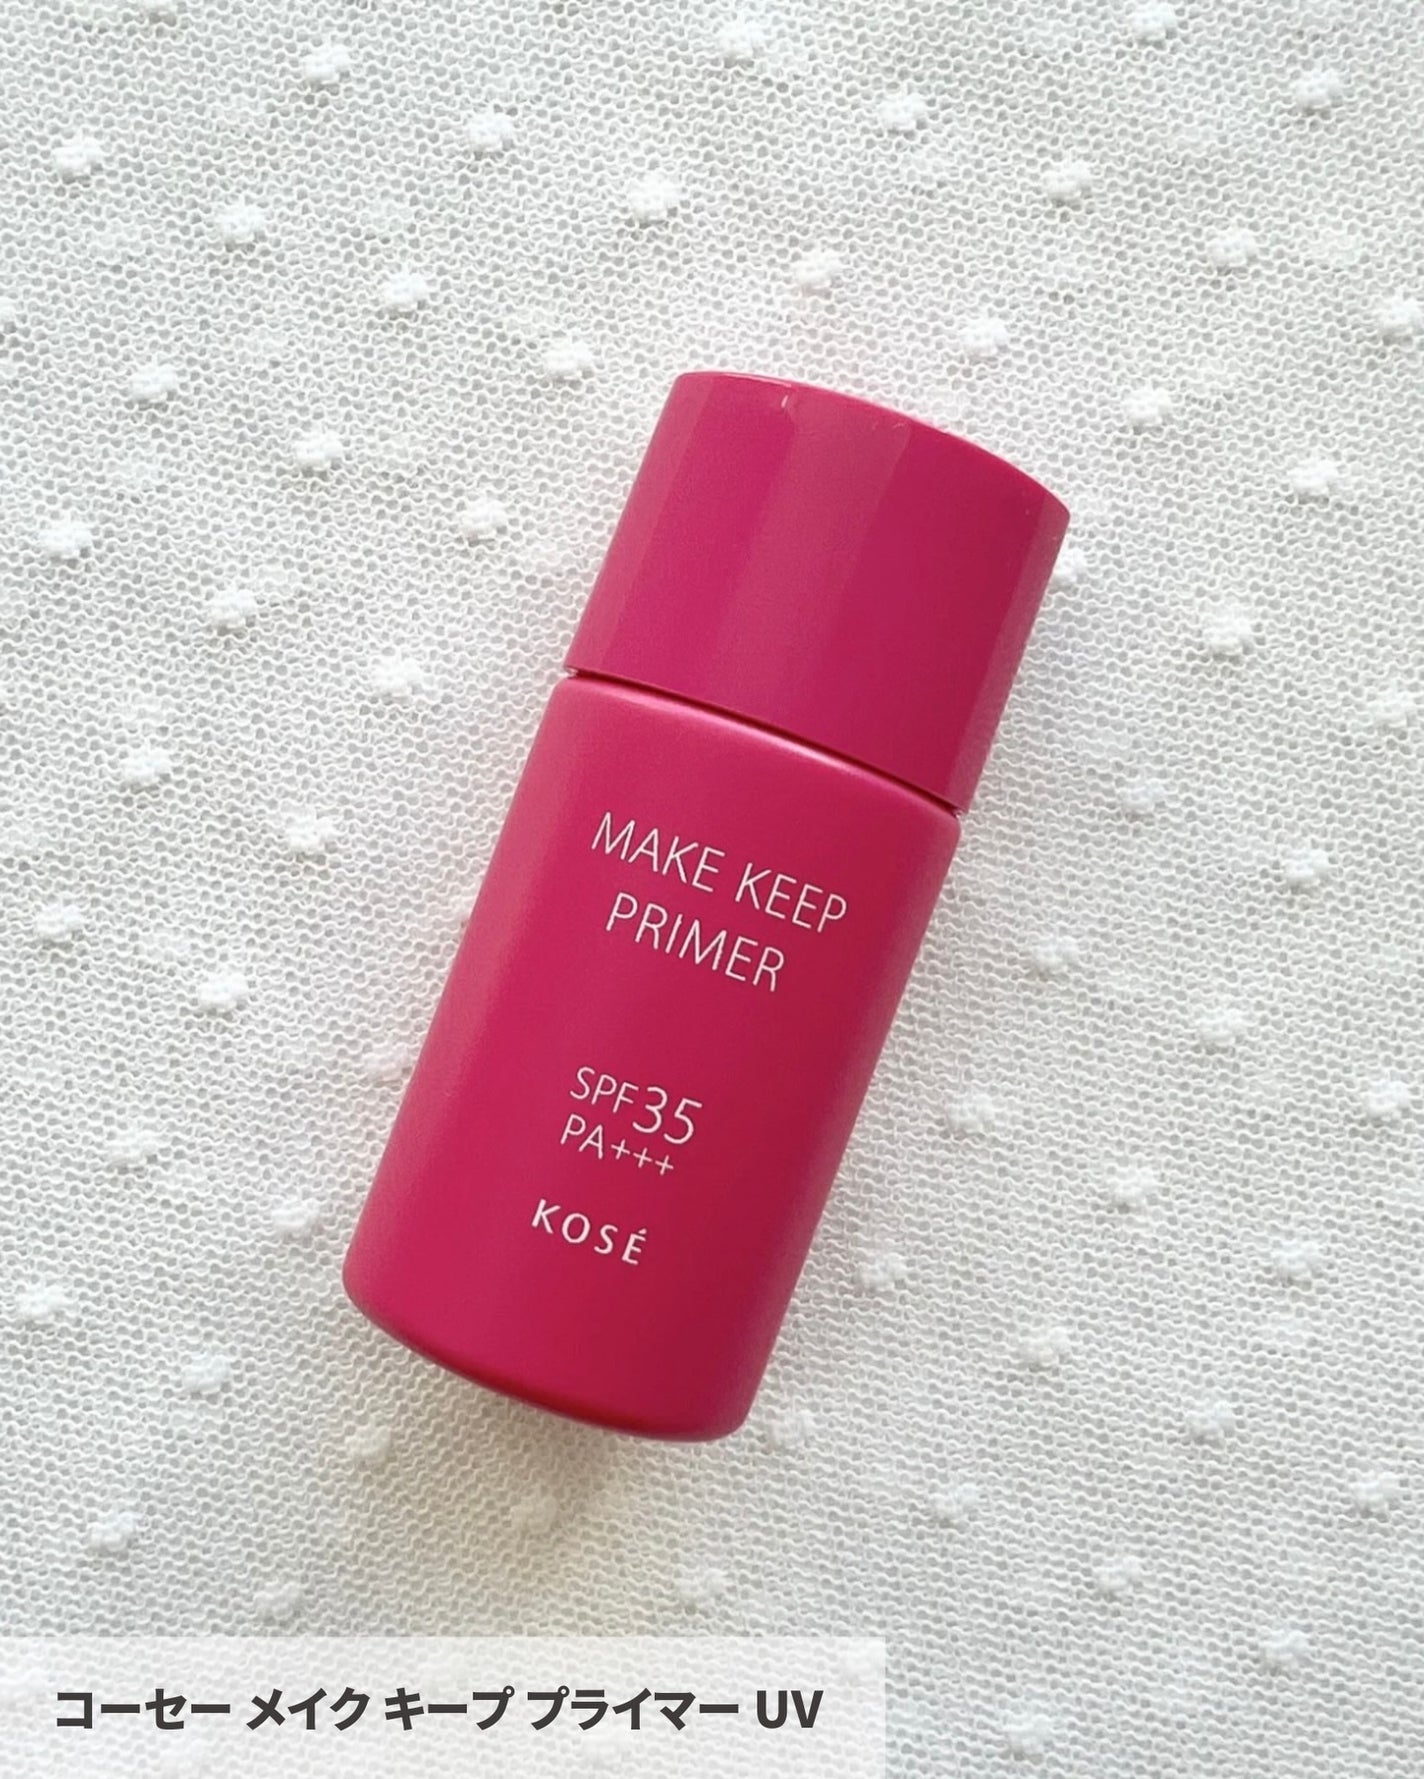 MAKE KEEP
PRIMER
SPF35
PA+++
KOSÉ
コーセー メイク キープ プライマー UV